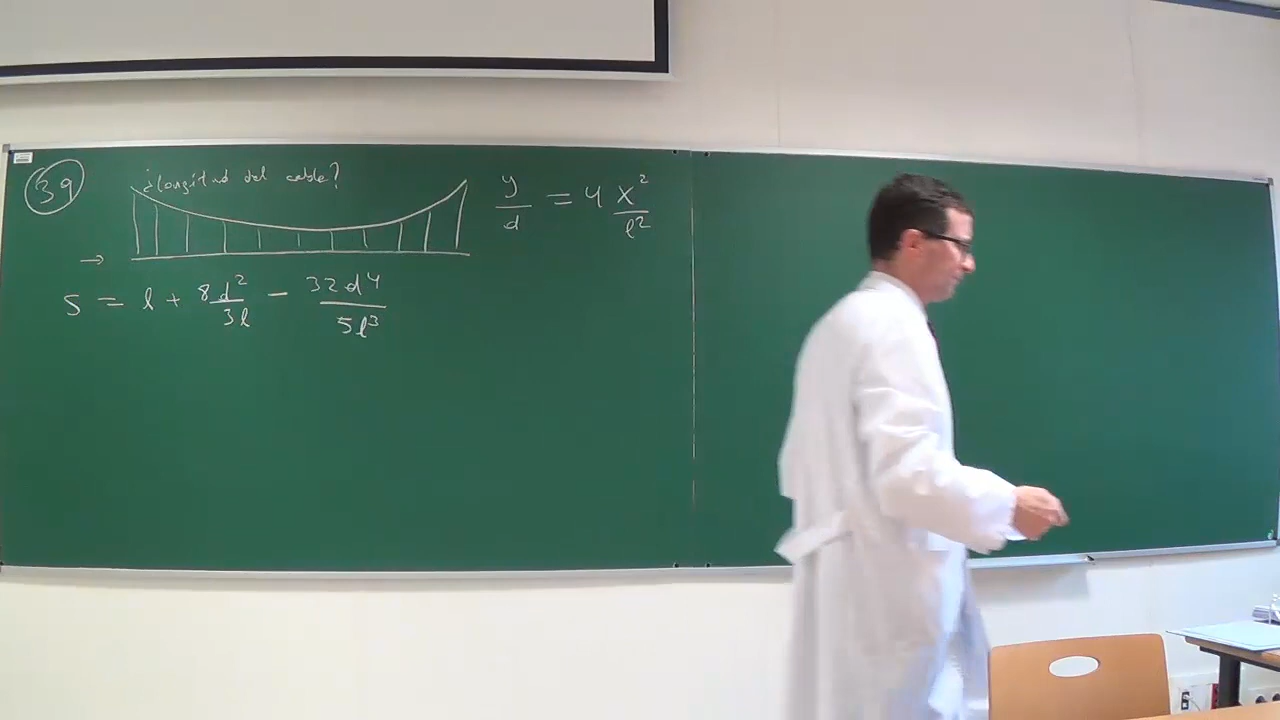 39
¿Longitud del cable?
y/d = 4 x²/l²
→
S = l + 8d²/3l - 32d⁴/5l³